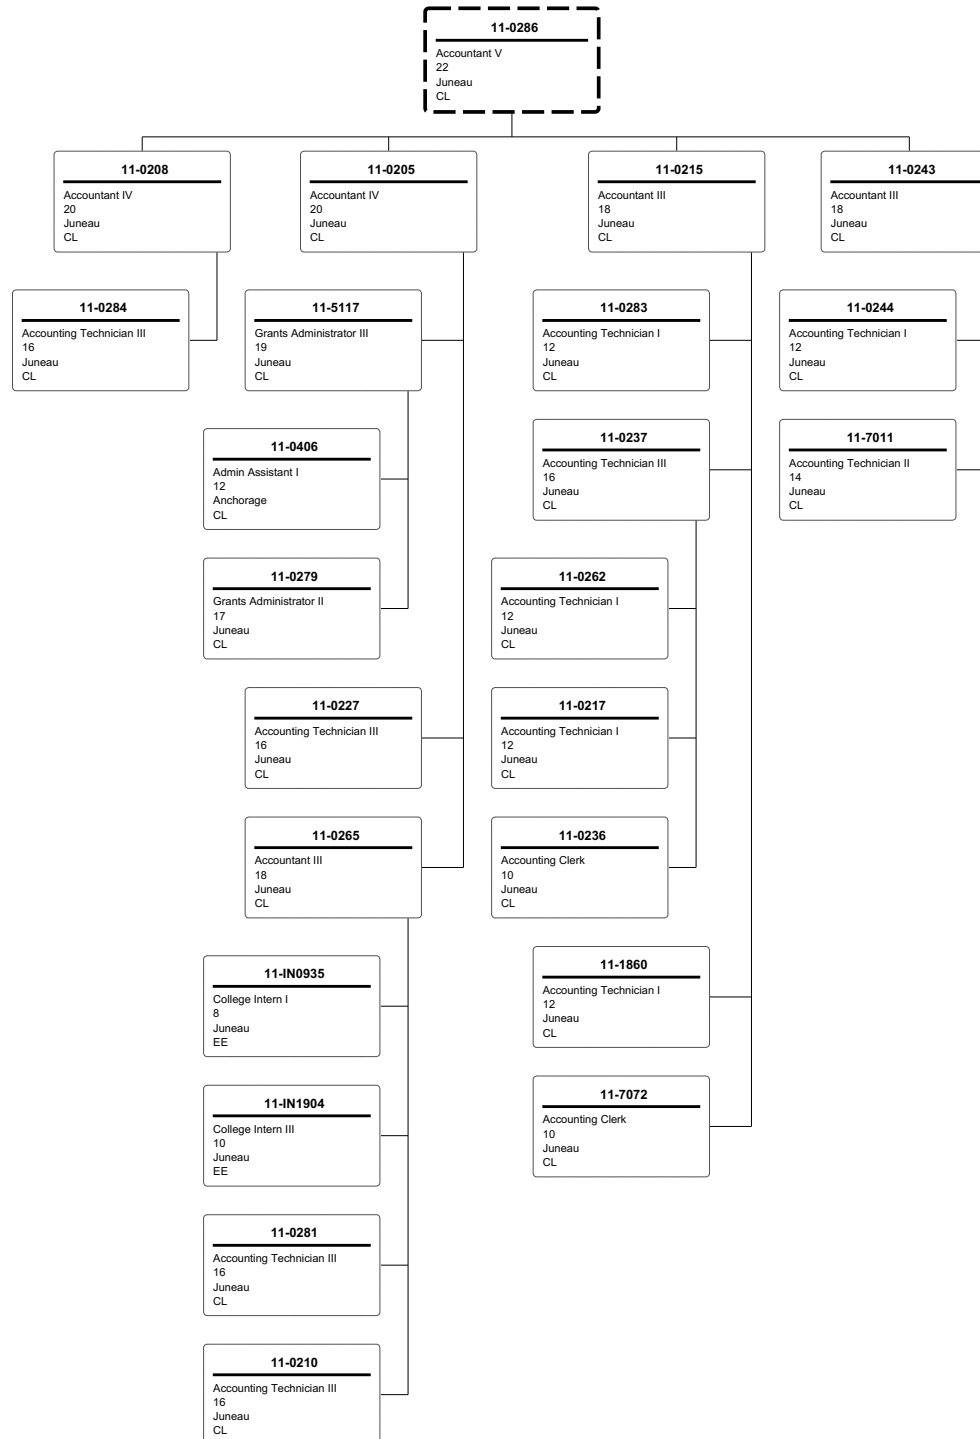 11-0286
Accountant V
22
Juneau
CL
11-0208
Accountant IV
20
Juneau
CL
11-0205
Accountant IV
20
Juneau
CL
11-0215
Accountant III
18
Juneau
CL
11-0243
Accountant III
18
Juneau
CL
11-0284
Accounting Technician III
16
Juneau
CL
11-5117
Grants Administrator III
19
Juneau
CL
11-0283
Accounting Technician I
12
Juneau
CL
11-0244
Accounting Technician I
12
Juneau
CL
11-0406
Admin Assistant I
12
Anchorage
CL
11-0237
Accounting Technician III
16
Juneau
CL
11-7011
Accounting Technician II
14
Juneau
CL
11-0279
Grants Administrator II
17
Juneau
CL
11-0262
Accounting Technician I
12
Juneau
CL
11-0227
Accounting Technician III
16
Juneau
CL
11-0217
Accounting Technician I
12
Juneau
CL
11-0265
Accountant III
18
Juneau
CL
11-0236
Accounting Clerk
10
Juneau
CL
11-IN0935
College Intern I
8
Juneau
EE
11-1860
Accounting Technician I
12
Juneau
CL
11-IN1904
College Intern III
10
Juneau
EE
11-7072
Accounting Clerk
10
Juneau
CL
11-0281
Accounting Technician III
16
Juneau
CL
11-0210
Accounting Technician III
16
Juneau
CL